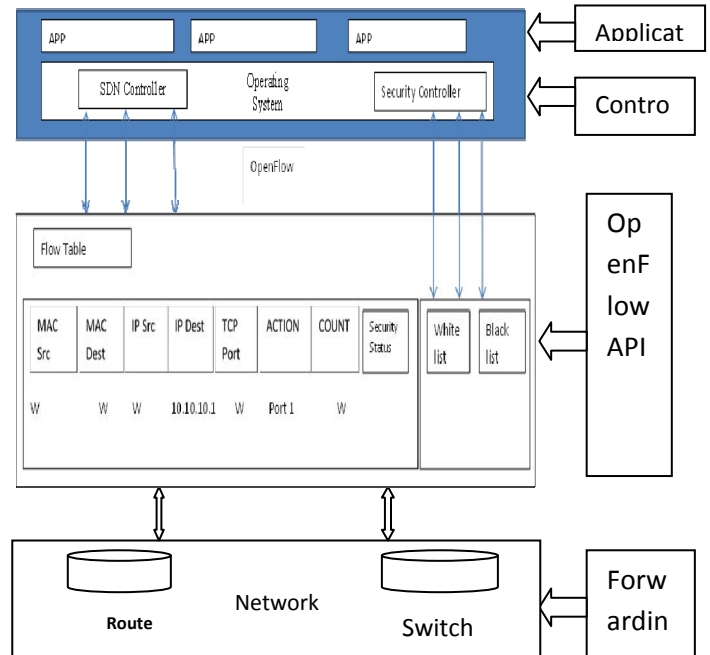 APP APP APP
Applicat
SDN Controller
Operating
System
Security Controller
Contro
OpenFlow
Flow Table
MAC
Src
MAC
Dest
IP Src
IP Dest
TCP
Port
ACTION
COUNT
Security
Status
White
list
Black
list
W W W 10.10.10.1 W Port 1 W
Op
enF
low
API
Route
Network
Switch
Forw
ardin